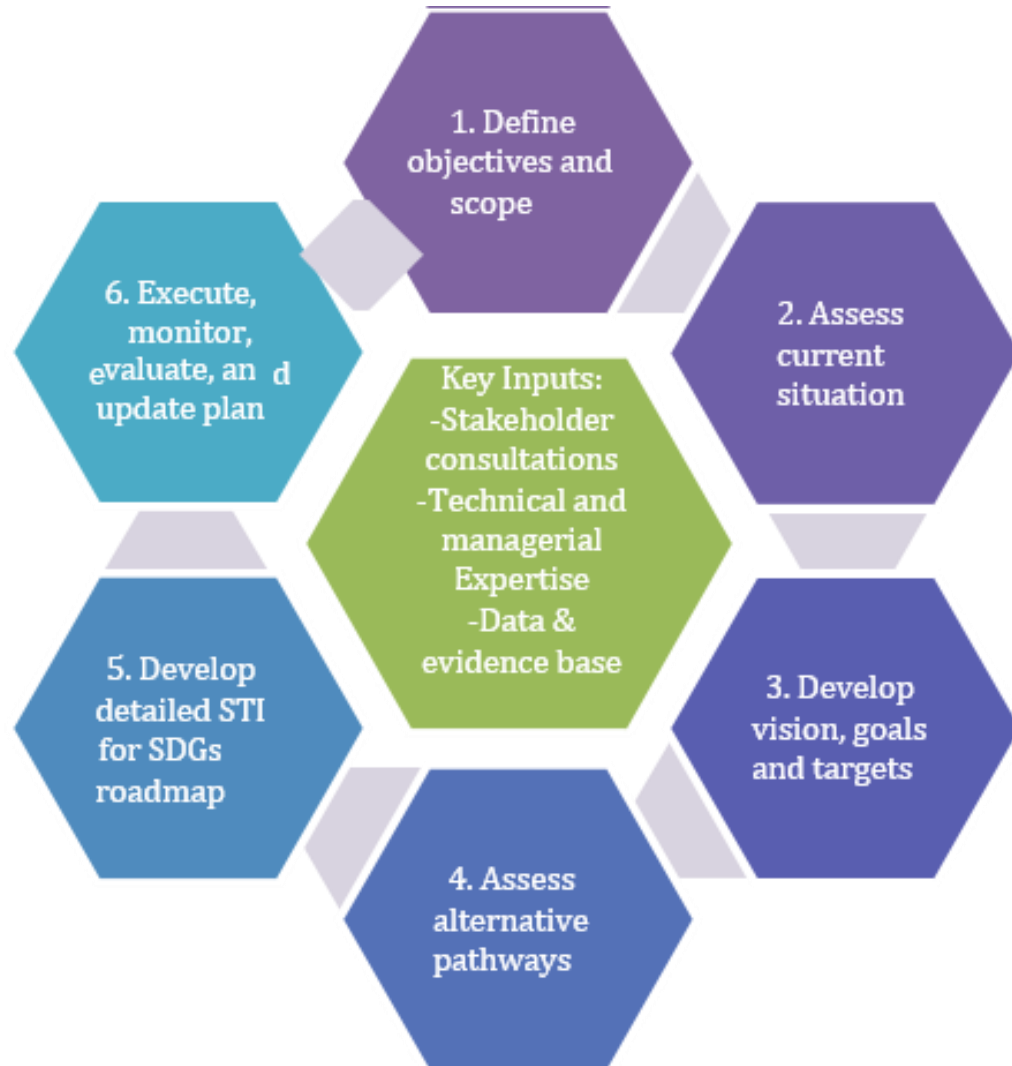 1. Define
objectives and
scope
2. Assess
current
situation
3. Develop
vision, goals
and targets
4. Assess
alternative
pathways
5. Develop
detailed STI
for SDGs
roadmap
6. Execute,
monitor,
evaluate, an d
update plan
Key Inputs:
-Stakeholder
consultations
-Technical and
managerial
Expertise
-Data &
evidence base